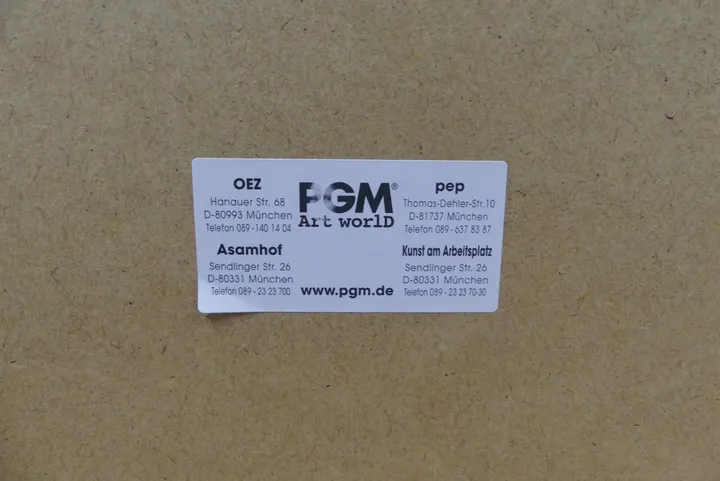 OEZ
Hanauer Str. 68
D-80993 München
Telefon 089-140 14 04
Asamhof
Sendlinger Str. 26
D-80331 München
Telefon 089 - 23 23 700
PGM®
Art worlD
www.pgm.de
pep
Thomas-Dehler-Str.10
D-81737 München
Telefon 089 - 637 83 87
Kunst am Arbeitsplatz
Sendlinger Str. 26
D-80331 München
Telefon 089 - 23 23 70-30